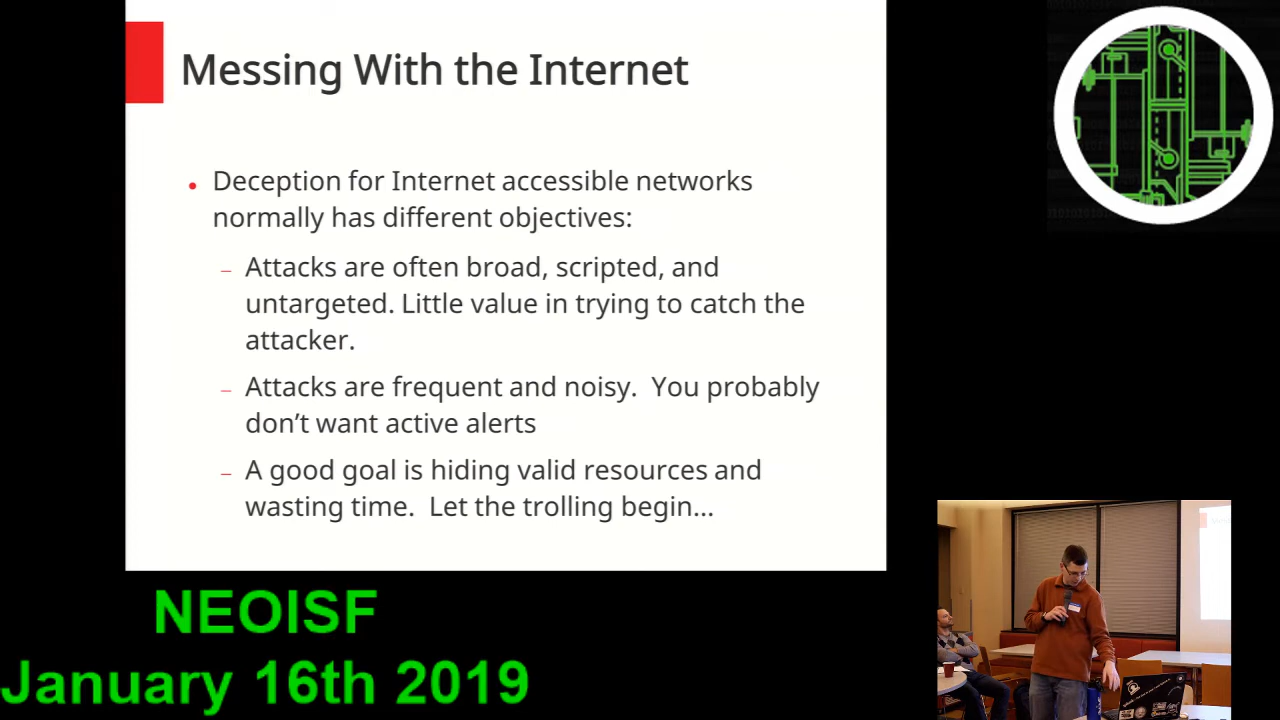 Messing With the Internet
• Deception for Internet accessible networks
normally has different objectives:
– Attacks are often broad, scripted, and
untargeted. Little value in trying to catch the
attacker.
– Attacks are frequent and noisy.  You probably
don't want active alerts
– A good goal is hiding valid resources and
wasting time.  Let the trolling begin...
NEOISF
January 16th 2019